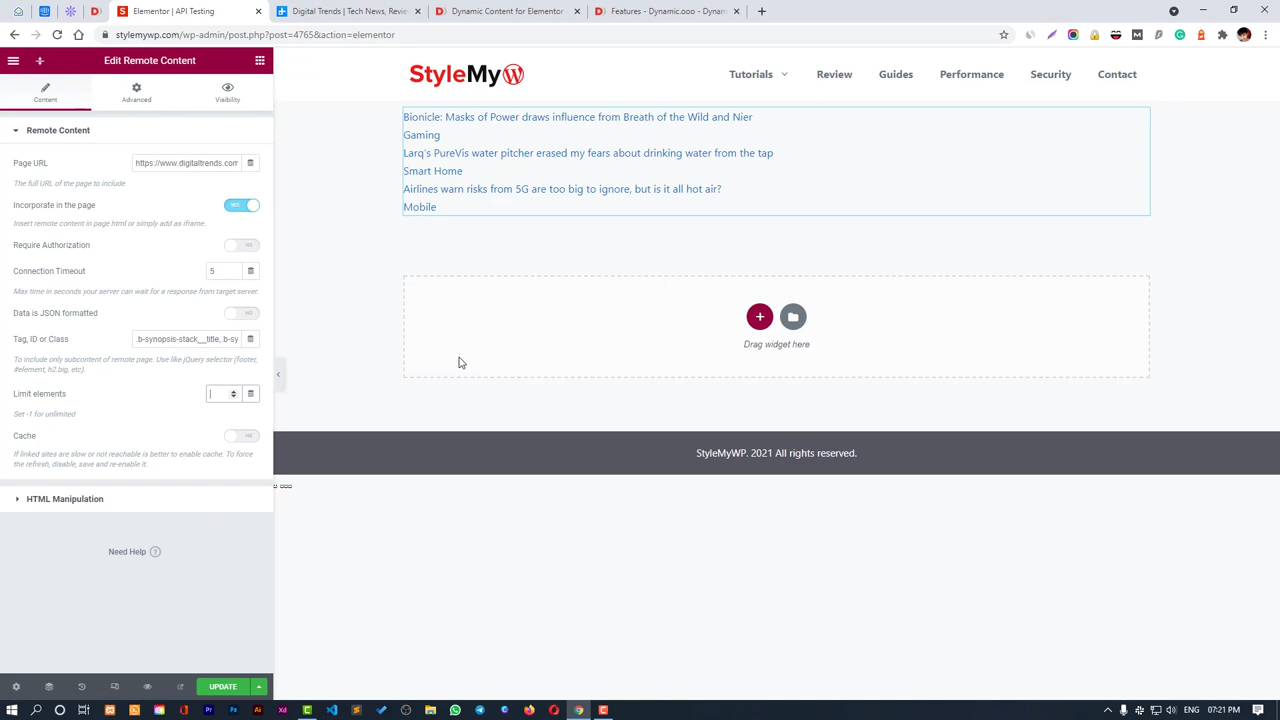 Elementor | API Testing
Digital Trends | Tech News, Revie
Dynamic Content for Elementor -
Features - Dynamic.ooo - Dynam
stylemywp.com/wp-admin/post.php?post=4765&action=elementor
Edit Remote Content
Content
Advanced
Visibility
Remote Content
Page URL
https://www.digitaltrends.com
The full URL of the page to include
Incorporate in the page
YES
Insert remote content in page html or simply add as iframe.
Require Authorization
NO
Connection Timeout
5
Max time in seconds your server can wait for a response from target server.
Data is JSON formatted
NO
Tag, ID or Class
.b-synopsis-stack__title,.b-sy
To include only subcontent of remote page. Use like jQuery selector (footer,
#element, h2.big, etc).
Limit elements
Set -1 for unlimited
Cache
NO
If linked sites are slow or not reachable is better to enable cache. To force
the refresh, disable, save and re-enable it.
HTML Manipulation
Need Help
UPDATE
StyleMyW
Tutorials
Review
Guides
Performance
Security
Contact
Bionicle: Masks of Power draws influence from Breath of the Wild and Nier
Gaming
Larq's PureVis water pitcher erased my fears about drinking water from the tap
Smart Home
Airlines warn risks from 5G are too big to ignore, but is it all hot air?
Mobile
Drag widget here
StyleMyWP. 2021 All rights reserved.
07:21 PM